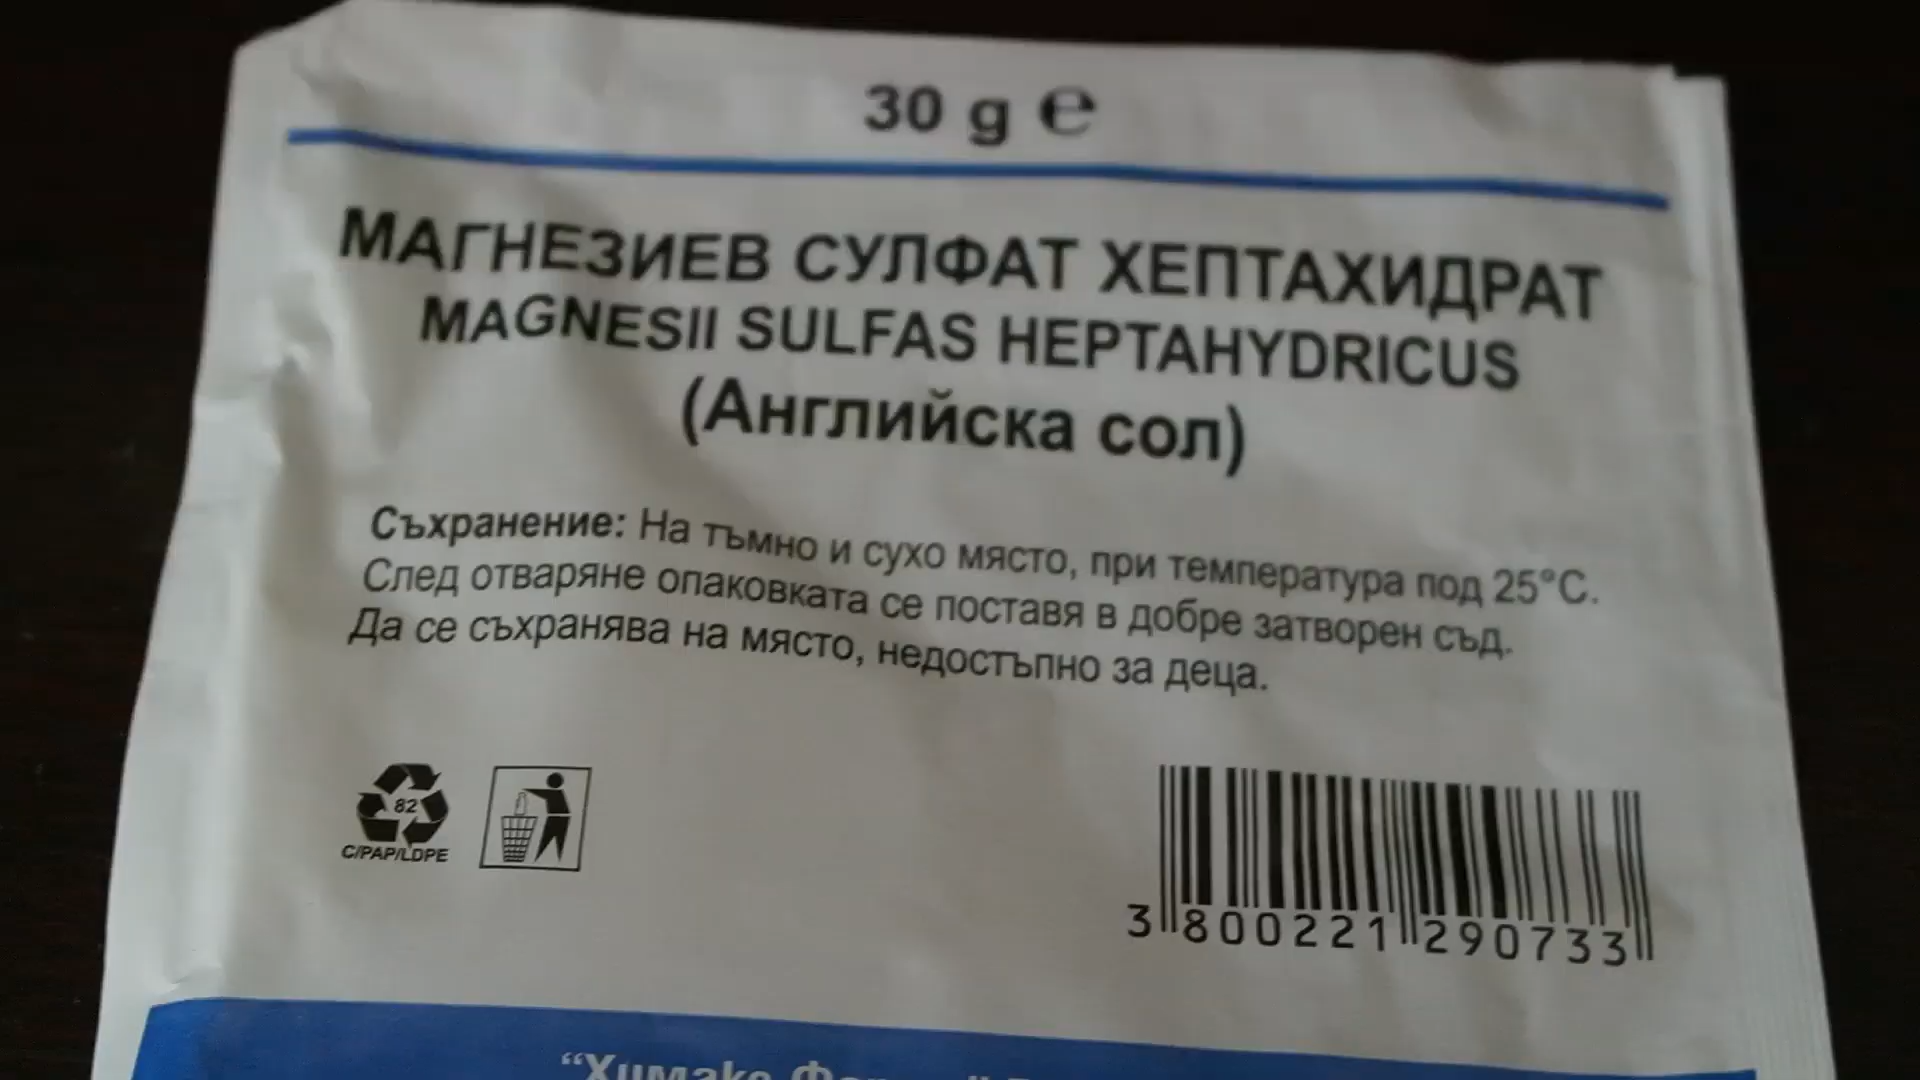 30 g ℮
МАГНЕЗИЕВ СУЛФАТ ХЕПТАХИДРАТ
MAGNESII SULFAS HEPTAHYDRICUS
(Английска сол)
Съхранение: На тъмно и сухо място, при температура под 25°C.
След отваряне опаковката се поставя в добре затворен съд.
Да се съхранява на място, недостъпно за деца.
82
C/PAP/LDPE
3 800221 290733
“Химакс